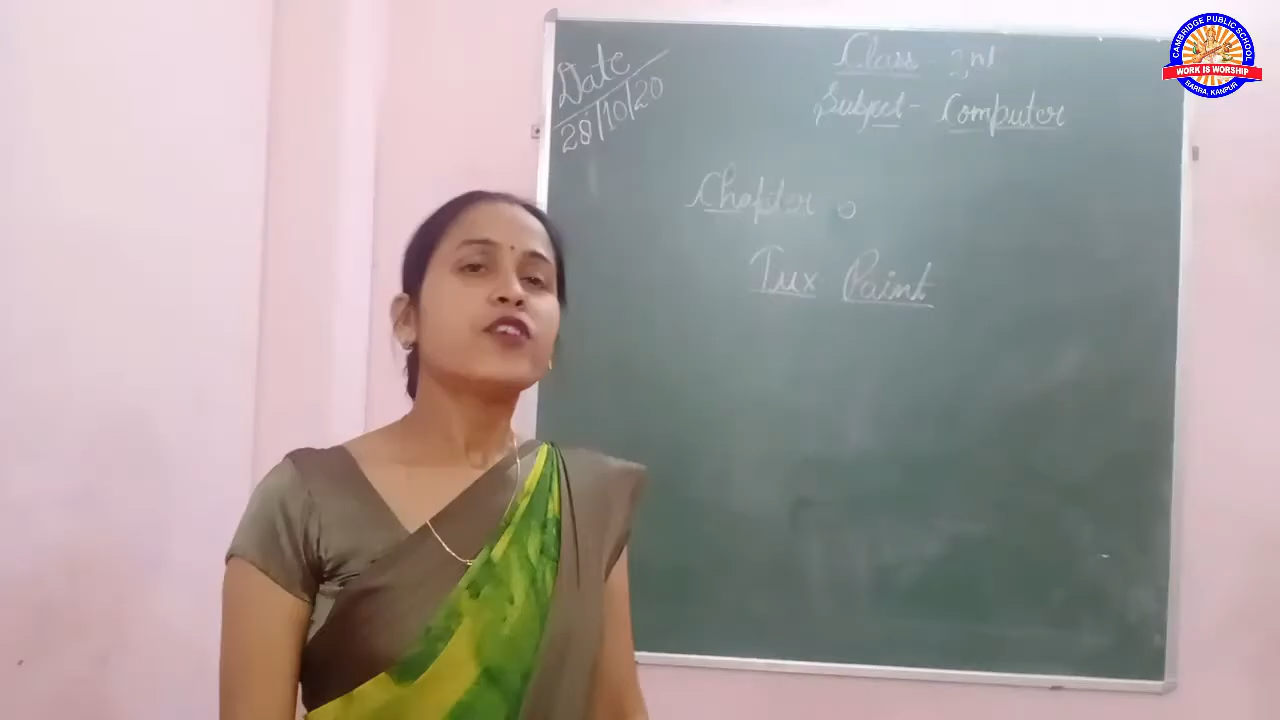 Date
28/10/20
Class - 2nd
Subject - Computer
Chapter
Tux Paint
CAMBRIDGE PUBLIC SCHOOL
WORK IS WORSHIP
BARRA, KANPUR